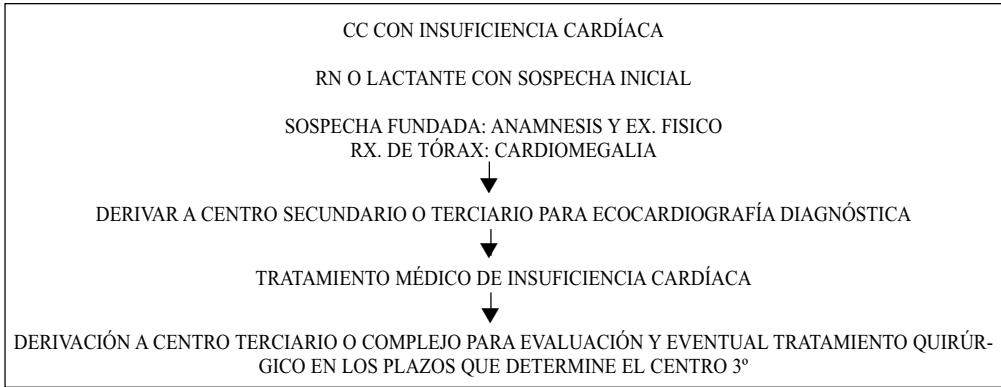 CC CON INSUFICIENCIA CARDÍACA
RN O LACTANTE CON SOSPECHA INICIAL
SOSPECHA FUNDADA: ANAMNESIS Y EX. FISICO
RX. DE TÓRAX: CARDIOMEGALIA
DERIVAR A CENTRO SECUNDARIO O TERCIARIO PARA ECOCARDIOGRAFÍA DIAGNÓSTICA
TRATAMIENTO MÉDICO DE INSUFICIENCIA CARDÍACA
DERIVACIÓN A CENTRO TERCIARIO O COMPLEJO PARA EVALUACIÓN Y EVENTUAL TRATAMIENTO QUIRÚR-
GICO EN LOS PLAZOS QUE DETERMINE EL CENTRO 3º